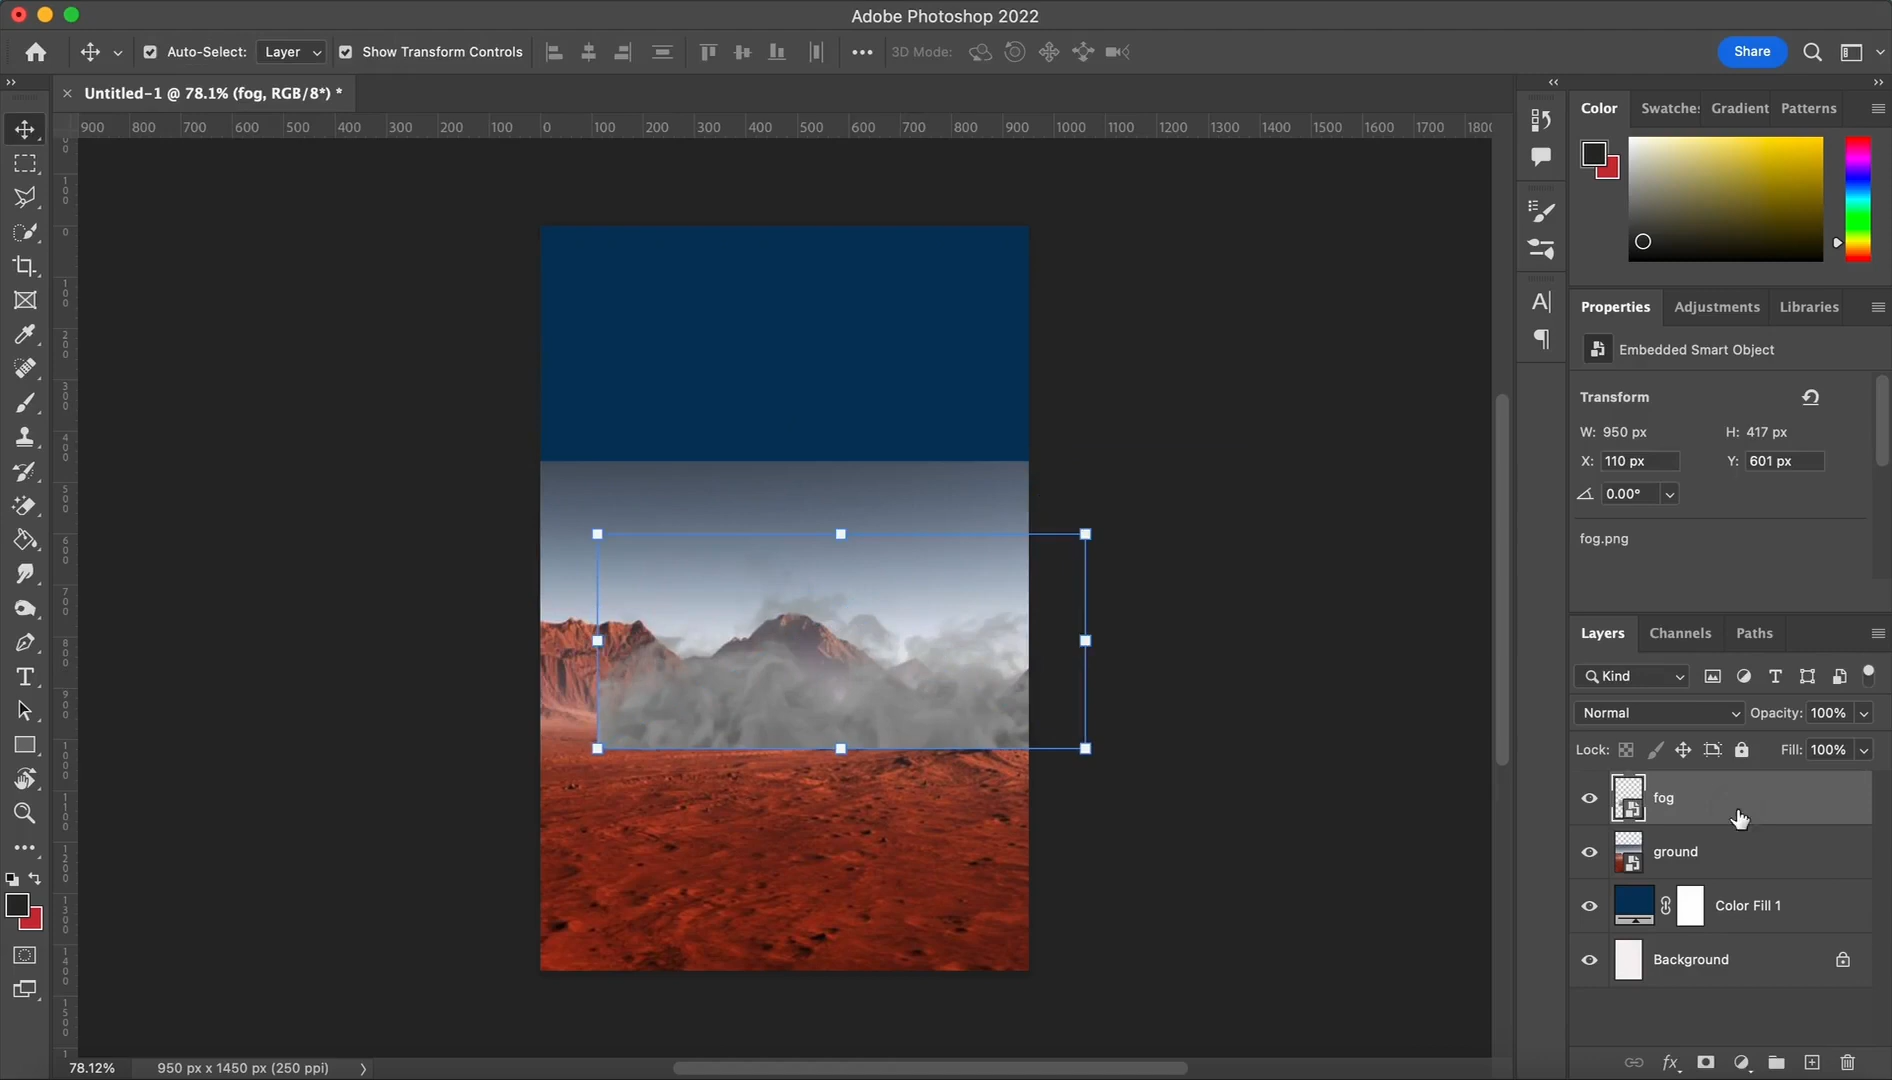 Adobe Photoshop 2022
Auto-Select: Layer Show Transform Controls 3D Mode: Share
Untitled-1 @ 78.1% (fog, RGB/8*) *
900 800 700 600 500 400 300 200 100 0 100 200 300 400 500 600 700 800 900 1000 1100 1200 1300 1400 1500 1600 1700 1800
Color Swatches Gradient Patterns
Properties Adjustments Libraries
Embedded Smart Object
Transform
W: 950 px H: 417 px
X: 110 px Y: 601 px
0.00°
fog.png
Layers Channels Paths
Kind
Normal Opacity: 100%
Lock: Fill: 100%
fog
ground
Color Fill 1
Background
78.12% 950 px x 1450 px (250 ppi)